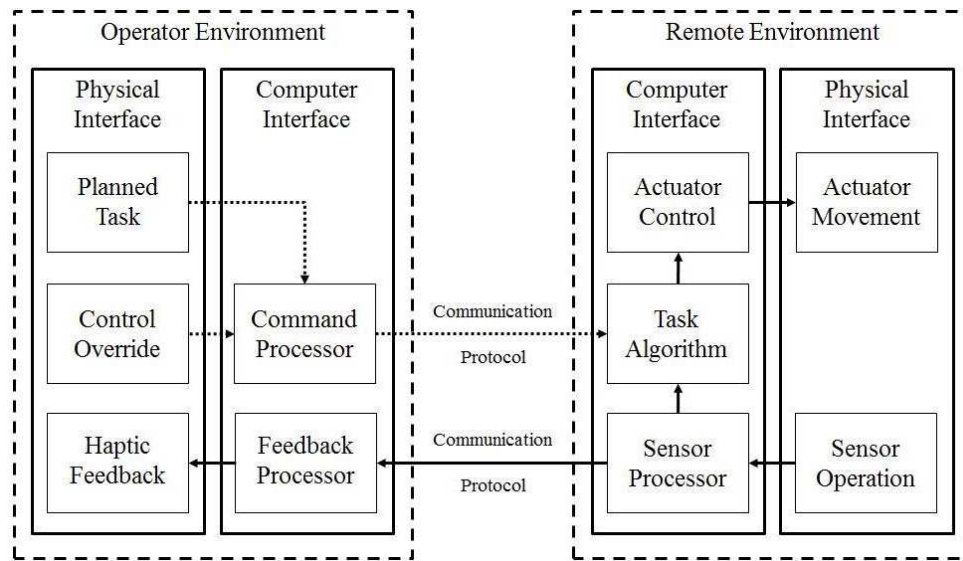 Operator Environment
Remote Environment
Physical
Interface
Computer
Interface
Computer
Interface
Physical
Interface
Planned
Task
Actuator
Control
Actuator
Movement
Control
Override
Command
Processor
Communication
Protocol
Task
Algorithm
Haptic
Feedback
Feedback
Processor
Communication
Protocol
Sensor
Processor
Sensor
Operation